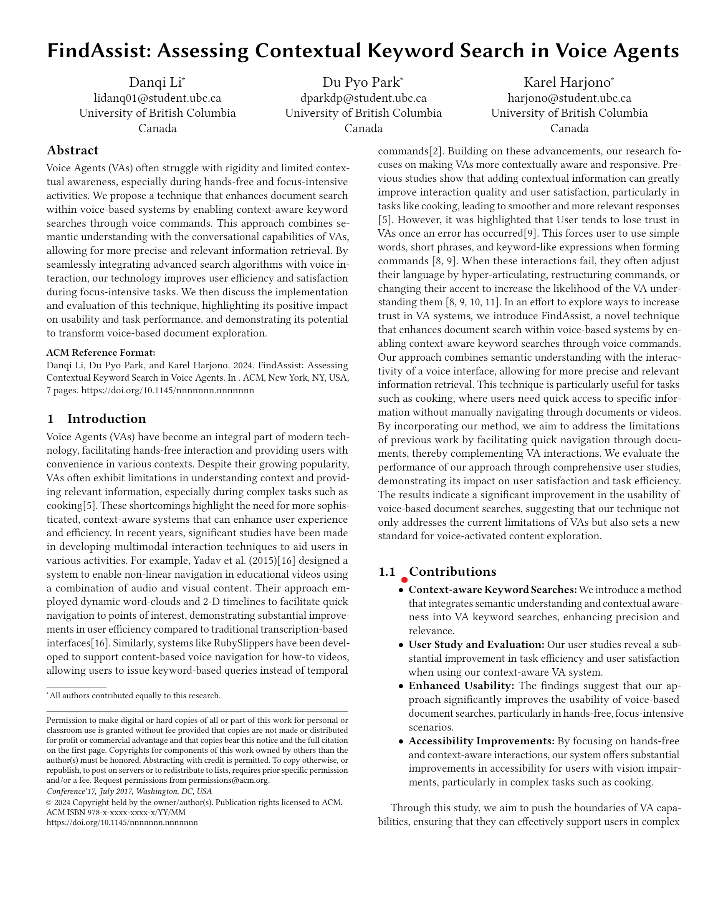 FindAssist: Assessing Contextual Keyword Search in Voice Agents
Danqi Li*
lidanq01@student.ubc.ca
University of British Columbia
Canada
Du Pyo Park*
dparkdp@student.ubc.ca
University of British Columbia
Canada
Karel Harjono*
harjono@student.ubc.ca
University of British Columbia
Canada
Abstract
Voice Agents (VAs) often struggle with rigidity and limited contex-
tual awareness, especially during hands-free and focus-intensive
activities. We propose a technique that enhances document search
within voice-based systems by enabling context-aware keyword
searches through voice commands. This approach combines se-
mantic understanding with the conversational capabilities of VAs,
allowing for more precise and relevant information retrieval. By
seamlessly integrating advanced search algorithms with voice in-
teraction, our technology improves user efficiency and satisfaction
during focus-intensive tasks. We then discuss the implementation
and evaluation of this technique, highlighting its positive impact
on usability and task performance, and demonstrating its potential
to transform voice-based document exploration.
ACM Reference Format:
Danqi Li, Du Pyo Park, and Karel Harjono. 2024. FindAssist: Assessing
Contextual Keyword Search in Voice Agents. In . ACM, New York, NY, USA,
7 pages. https://doi.org/10.1145/nnnnnnn.nnnnnnn
1 Introduction
Voice Agents (VAs) have become an integral part of modern tech-
nology, facilitating hands-free interaction and providing users with
convenience in various contexts. Despite their growing popularity,
VAs often exhibit limitations in understanding context and provid-
ing relevant information, especially during complex tasks such as
cooking[5]. These shortcomings highlight the need for more sophis-
ticated, context-aware systems that can enhance user experience
and efficiency. In recent years, significant studies have been made
in developing multimodal interaction techniques to aid users in
various activities. For example, Yadav et al. (2015)[16] designed a
system to enable non-linear navigation in educational videos using
a combination of audio and visual content. Their approach em-
ployed dynamic word-clouds and 2-D timelines to facilitate quick
navigation to points of interest, demonstrating substantial improve-
ments in user efficiency compared to traditional transcription-based
interfaces[16]. Similarly, systems like RubySlippers have been devel-
oped to support content-based voice navigation for how-to videos,
allowing users to issue keyword-based queries instead of temporal
*All authors contributed equally to this research.
Permission to make digital or hard copies of all or part of this work for personal or
classroom use is granted without fee provided that copies are not made or distributed
for profit or commercial advantage and that copies bear this notice and the full citation
on the first page. Copyrights for components of this work owned by others than the
author(s) must be honored. Abstracting with credit is permitted. To copy otherwise, or
republish, to post on servers or to redistribute to lists, requires prior specific permission
and/or a fee. Request permissions from permissions@acm.org.
Conference'17, July 2017, Washington, DC, USA
© 2024 Copyright held by the owner/author(s). Publication rights licensed to ACM.
ACM ISBN 978-x-xxxx-xxxx-x/YY/MM
https://doi.org/10.1145/nnnnnnn.nnnnnnn
commands[2]. Building on these advancements, our research fo-
cuses on making VAs more contextually aware and responsive. Pre-
vious studies show that adding contextual information can greatly
improve interaction quality and user satisfaction, particularly in
tasks like cooking, leading to smoother and more relevant responses
[5]. However, it was highlighted that User tends to lose trust in
VAs once an error has occurred[9]. This forces user to use simple
words, short phrases, and keyword-like expressions when forming
commands [8, 9]. When these interactions fail, they often adjust
their language by hyper-articulating, restructuring commands, or
changing their accent to increase the likelihood of the VA under-
standing them [8, 9, 10, 11]. In an effort to explore ways to increase
trust in VA systems, we introduce FindAssist, a novel technique
that enhances document search within voice-based systems by en-
abling context-aware keyword searches through voice commands.
Our approach combines semantic understanding with the interac-
tivity of a voice interface, allowing for more precise and relevant
information retrieval. This technique is particularly useful for tasks
such as cooking, where users need quick access to specific infor-
mation without manually navigating through documents or videos.
By incorporating our method, we aim to address the limitations
of previous work by facilitating quick navigation through docu-
ments, thereby complementing VA interactions. We evaluate the
performance of our approach through comprehensive user studies,
demonstrating its impact on user satisfaction and task efficiency.
The results indicate a significant improvement in the usability of
voice-based document searches, suggesting that our technique not
only addresses the current limitations of VAs but also sets a new
standard for voice-activated content exploration.
1.1 Contributions
• Context-aware Keyword Searches: We introduce a method
that integrates semantic understanding and contextual aware-
ness into VA keyword searches, enhancing precision and
relevance.
• User Study and Evaluation: Our user studies reveal a sub-
stantial improvement in task efficiency and user satisfaction
when using our context-aware VA system.
• Enhanced Usability: The findings suggest that our ap-
proach significantly improves the usability of voice-based
document searches, particularly in hands-free, focus-intensive
scenarios.
• Accessibility Improvements: By focusing on hands-free
and context-aware interactions, our system offers substantial
improvements in accessibility for users with vision impair-
ments, particularly in complex tasks such as cooking.
Through this study, we aim to push the boundaries of VA capa-
bilities, ensuring that they can effectively support users in complex